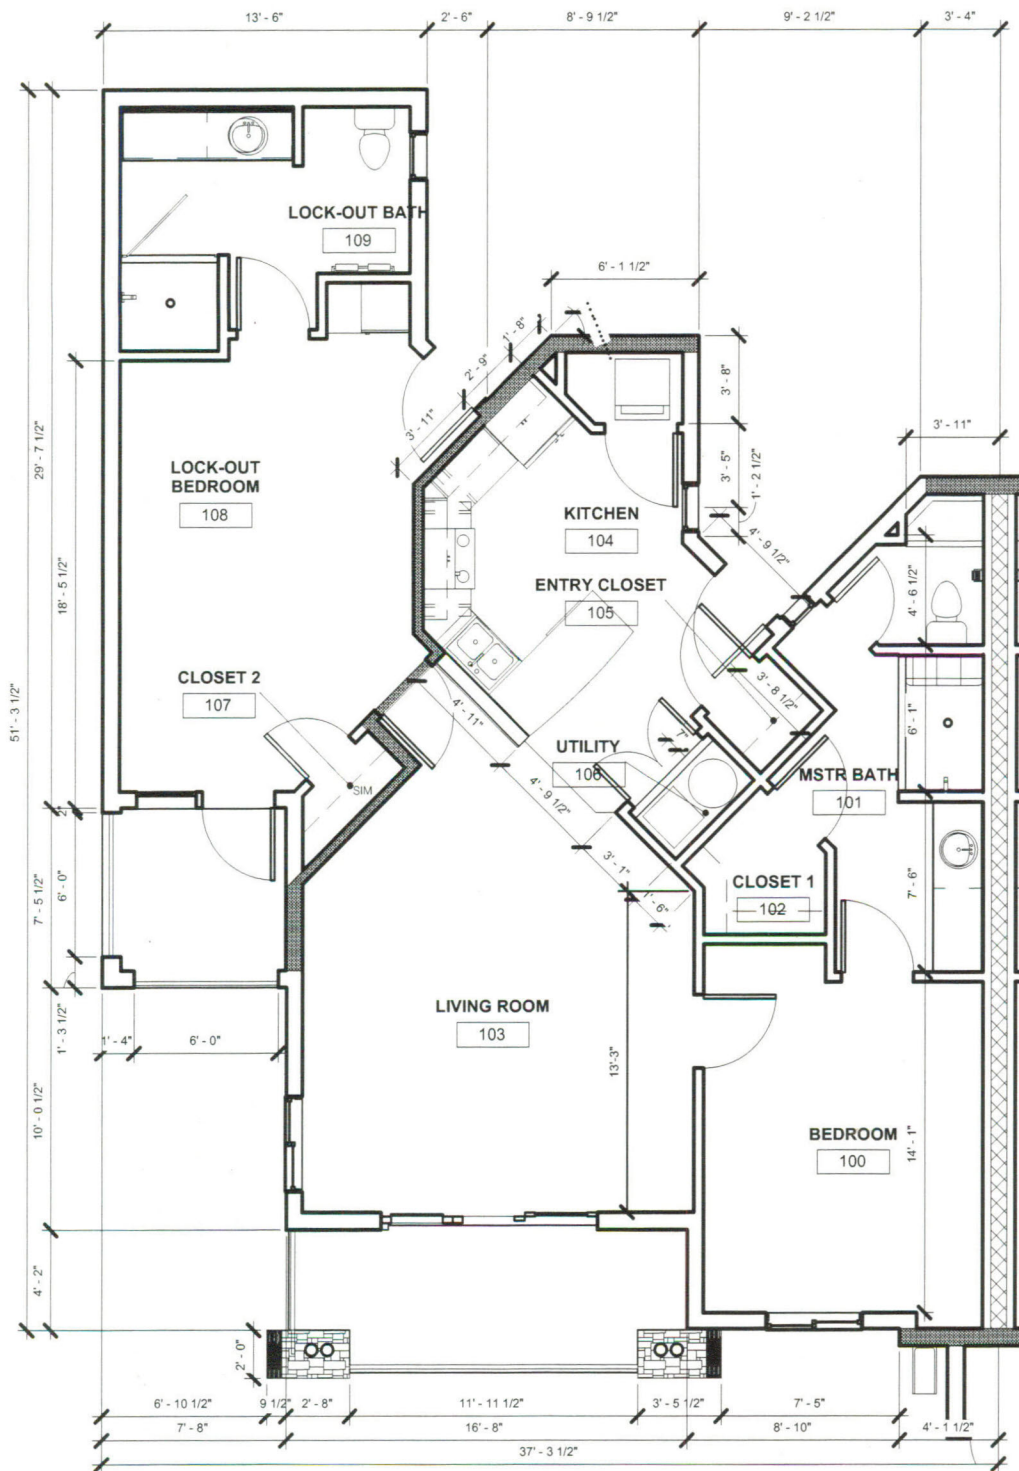 13' - 6"
2' - 6"
8' - 9 1/2"
9' - 2 1/2"
3' - 4"
LOCK-OUT BATH
109
6' - 1 1/2"
1' - 8"
2' - 9"
3' - 11"
3' - 8"
3' - 5"
1' - 2 1/2"
3' - 11"
29' - 7 1/2"
LOCK-OUT
BEDROOM
108
KITCHEN
104
4' - 9 1/2"
ENTRY CLOSET
105
4' - 6 1/2"
18' - 5 1/2"
51' - 3 1/2"
CLOSET 2
107
4' - 11"
3' - 8 1/2"
6' - 1"
7"
UTILITY
106
MSTR BATH
101
SIM
4' - 9 1/2"
2"
7' - 5 1/2"
6' - 0"
3' - 1"
1' - 6"
CLOSET 1
102
7' - 6"
1' - 3 1/2"
LIVING ROOM
103
1' - 4"
6' - 0"
13'-3"
10' - 0 1/2"
BEDROOM
100
14' - 1"
4' - 2"
2' - 0"
6' - 10 1/2"
9 1/2"
2' - 8"
11' - 11 1/2"
3' - 5 1/2"
7' - 5"
7' - 8"
16' - 8"
8' - 10"
4' - 1 1/2"
37' - 3 1/2"